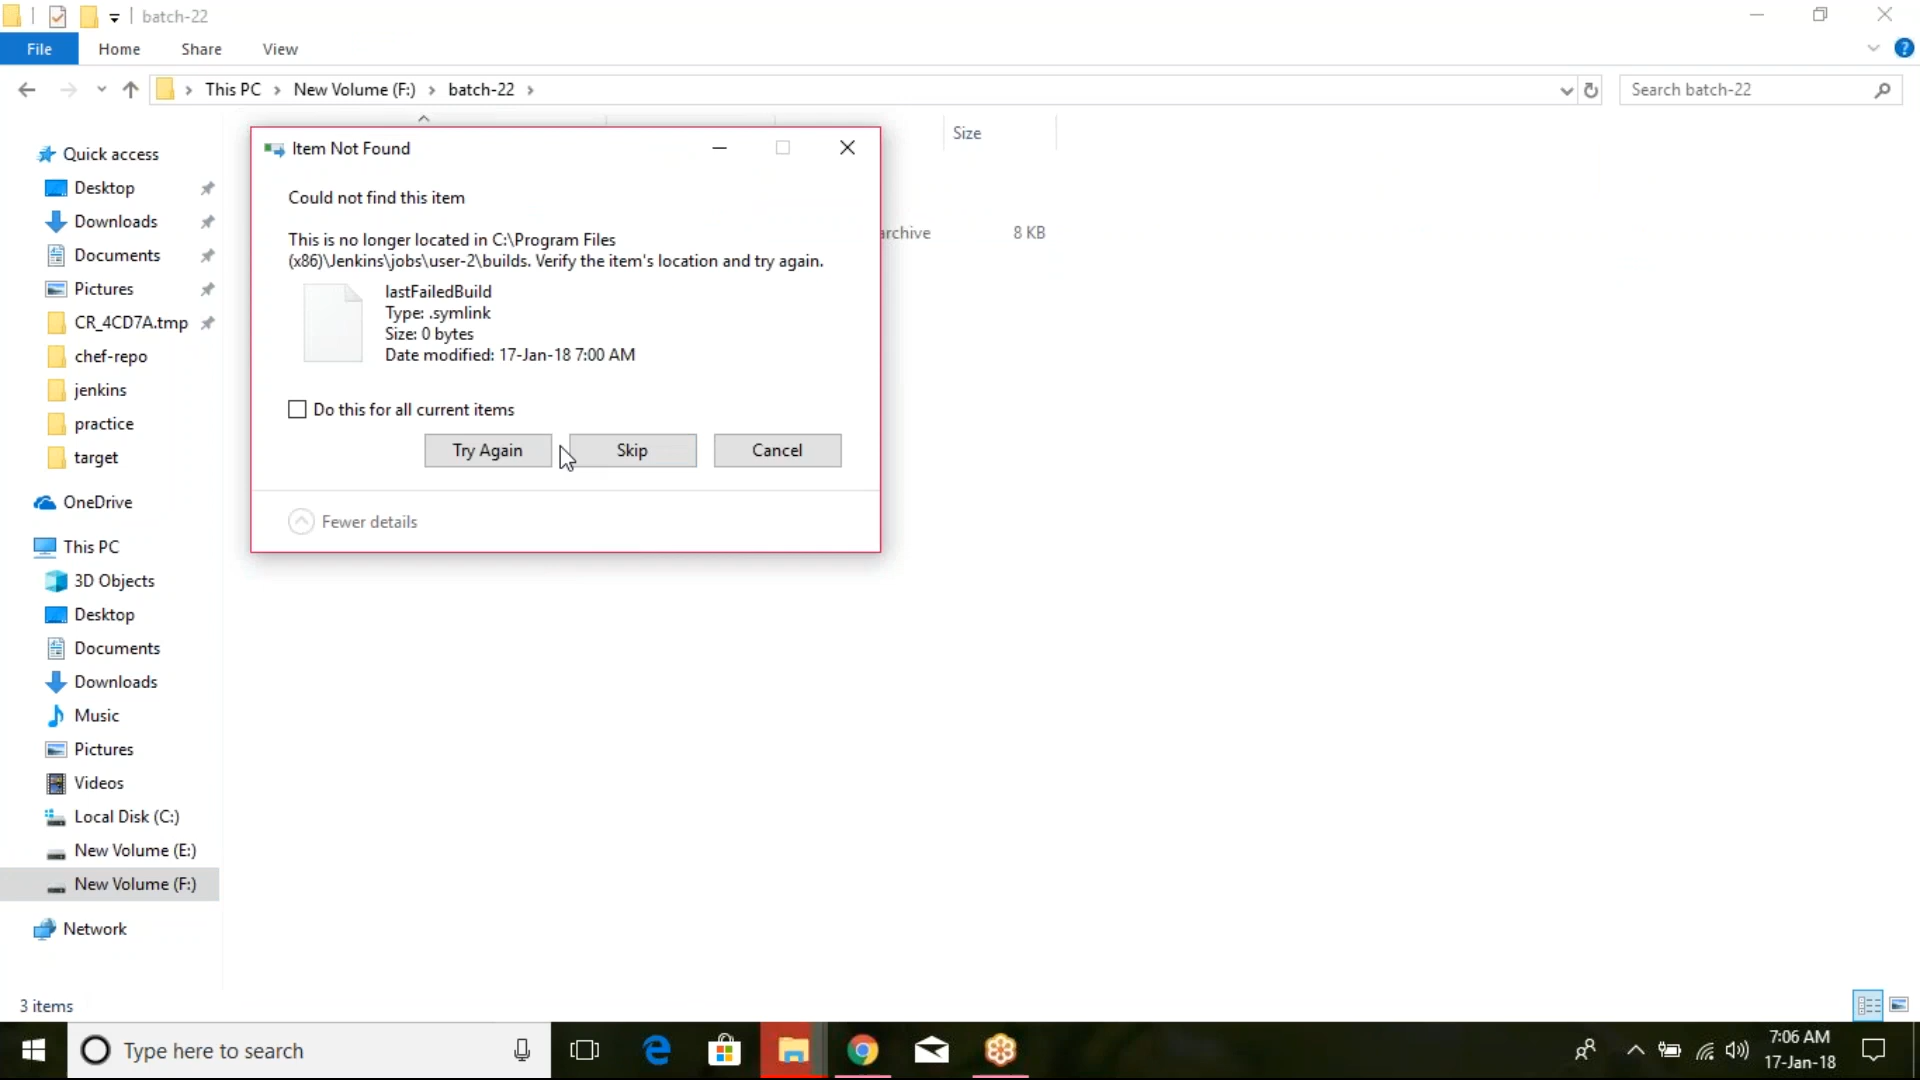 batch-22
File
Home
Share
View
This PC
New Volume (F:)
batch-22
Search batch-22
Size
Quick access
Desktop
Downloads
Documents
Pictures
CR_4CD7A.tmp
chef-repo
jenkins
practice
target
OneDrive
This PC
3D Objects
Desktop
Documents
Downloads
Music
Pictures
Videos
Local Disk (C:)
New Volume (E:)
New Volume (F:)
Network
Item Not Found
Could not find this item
This is no longer located in C:\Program Files
(x86)\Jenkins\jobs\user-2\builds. Verify the item's location and try again.
lastFailedBuild
Type: .symlink
Size: 0 bytes
Date modified: 17-Jan-18 7:00 AM
Do this for all current items
Try Again
Skip
Cancel
Fewer details
archive
8 KB
3 items
Type here to search
7:06 AM
17-Jan-18